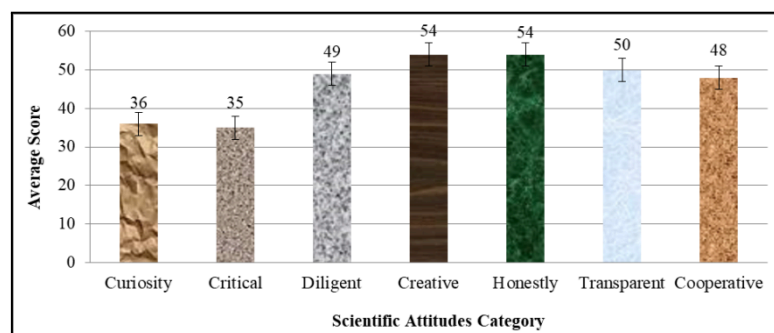 60
50
40
30
20
10
0
Average Score
36
35
49
54
54
50
48
Curiosity
Critical
Diligent
Creative
Honestly
Transparent
Cooperative
Scientific Attitudes Category